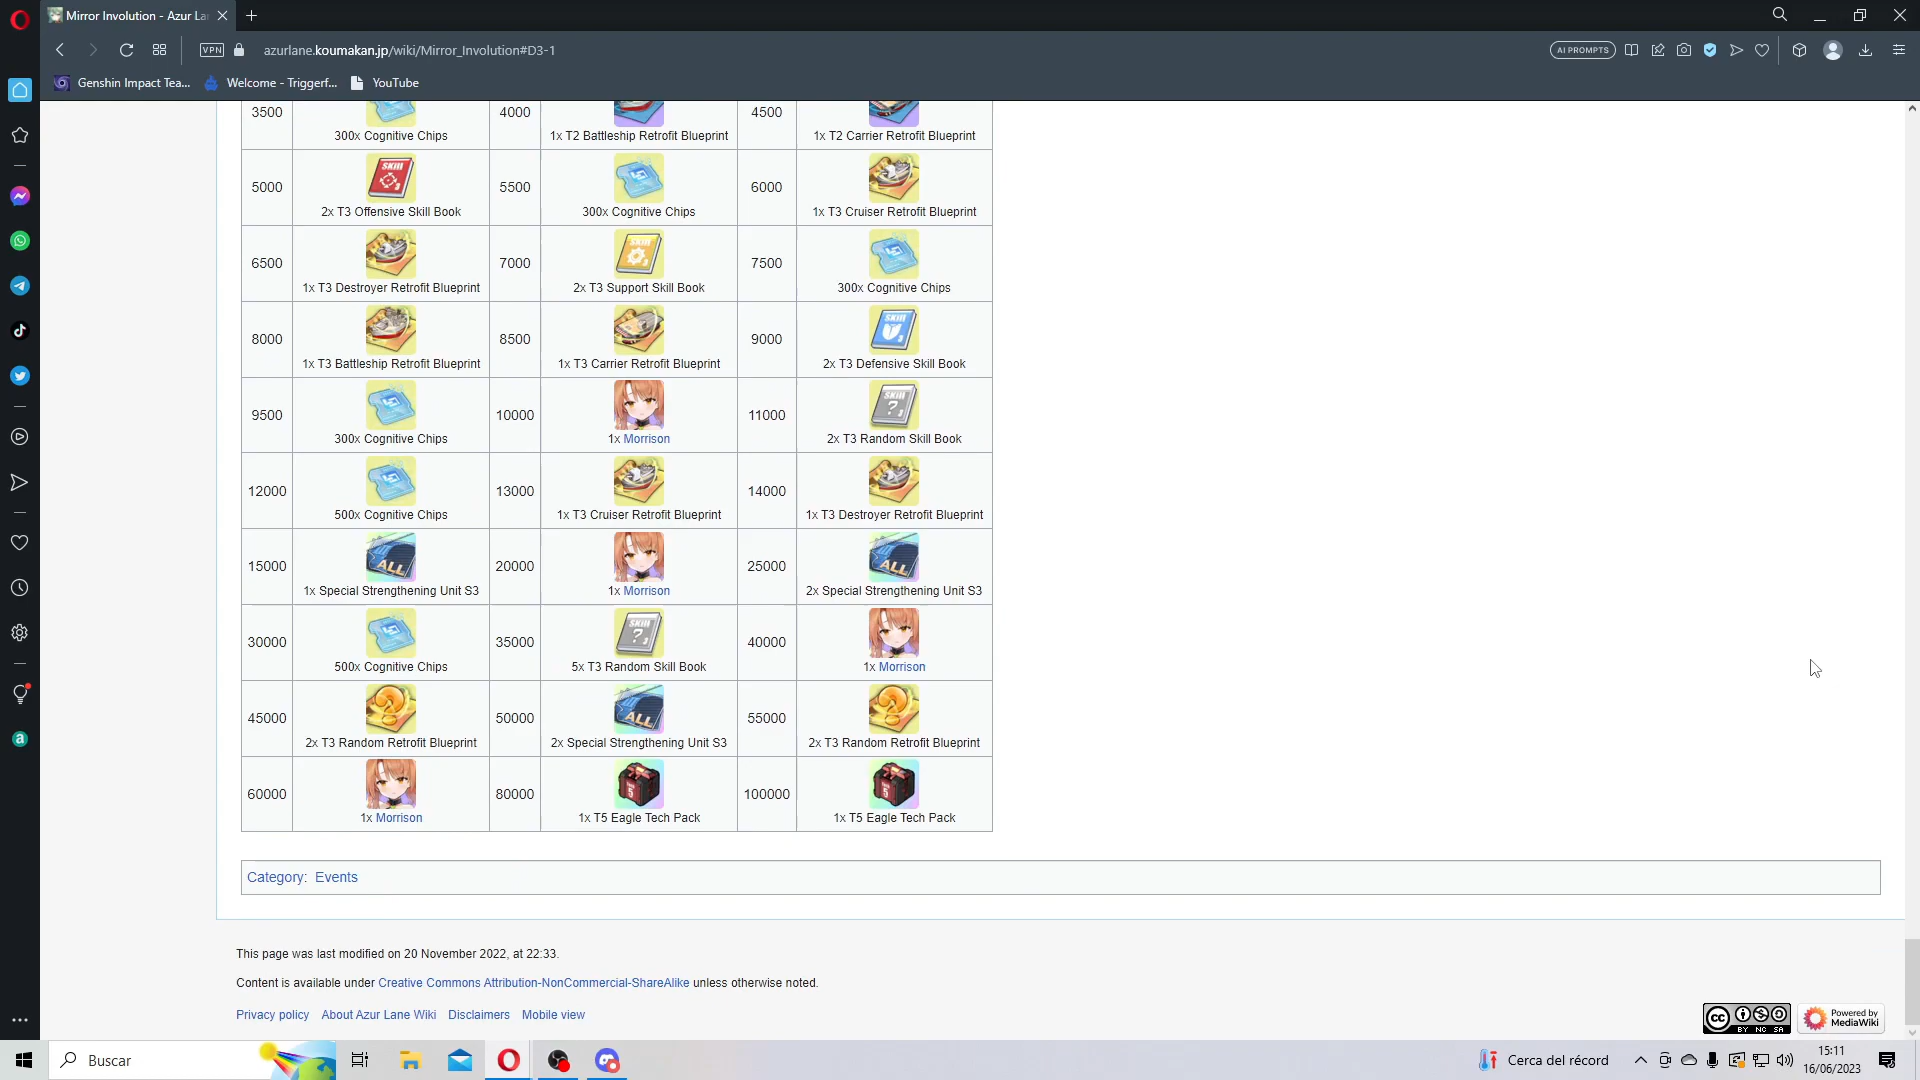 Mirror Involution - Azur La
VPN
azurlane.koumakan.jp/wiki/Mirror_Involution#D3-1
AI PROMPTS
Genshin Impact Tea...
Welcome - Triggerf...
YouTube
3500
300x Cognitive Chips
4000
1x T2 Battleship Retrofit Blueprint
4500
1x T2 Carrier Retrofit Blueprint
5000
2x T3 Offensive Skill Book
5500
300x Cognitive Chips
6000
1x T3 Cruiser Retrofit Blueprint
6500
1x T3 Destroyer Retrofit Blueprint
7000
2x T3 Support Skill Book
7500
300x Cognitive Chips
8000
1x T3 Battleship Retrofit Blueprint
8500
1x T3 Carrier Retrofit Blueprint
9000
2x T3 Defensive Skill Book
9500
300x Cognitive Chips
10000
1x Morrison
11000
2x T3 Random Skill Book
12000
500x Cognitive Chips
13000
1x T3 Cruiser Retrofit Blueprint
14000
1x T3 Destroyer Retrofit Blueprint
15000
1x Special Strengthening Unit S3
20000
1x Morrison
25000
2x Special Strengthening Unit S3
30000
500x Cognitive Chips
35000
5x T3 Random Skill Book
40000
1x Morrison
45000
2x T3 Random Retrofit Blueprint
50000
2x Special Strengthening Unit S3
55000
2x T3 Random Retrofit Blueprint
60000
1x Morrison
80000
1x T5 Eagle Tech Pack
100000
1x T5 Eagle Tech Pack
Category: Events
This page was last modified on 20 November 2022, at 22:33.
Content is available under Creative Commons Attribution-NonCommercial-ShareAlike unless otherwise noted.
Privacy policy About Azur Lane Wiki Disclaimers Mobile view
BY NC SA
Powered by
MediaWiki
Buscar
Cerca del récord
15:11
16/06/2023